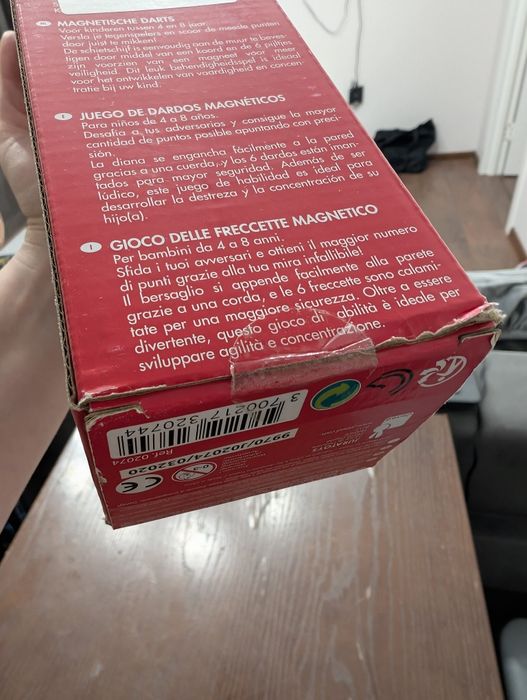 MAGNETISCHE DARTS
Voor kinderen tussen 4 en 8 jaar.
Versla je tegenspelers en scoor de meeste punten
door juist te mikken!
De schietschijf is eenvoudig aan de muur te beves-
tigen door middel van een koord en de 6 pijltjes
zijn voorzien van een magneet voor meer
veiligheid. Dit leuk behendigheidsspel is ideaal
voor het ontwikkelen van vaardigheid en concen-
tratie bij uw kind.
JUEGO DE DARDOS MAGNÉTICOS
Para niños de 4 a 8 años.
Desafía a tus adversarios y consigue la mayor
cantidad de puntos posible apuntando con preci-
sión.
La diana se engancha fácilmente a la pared
gracias a una cuerda, y los 6 dardos están iman-
tados para mayor seguridad. Además de ser
lúdico, este juego de habilidad es ideal para
desarrollar la destreza y la concentración de su
hijo(a).
I
GIOCO DELLE FRECCETTE MAGNETICO
Per bambini da 4 a 8 anni.
Sfida i tuoi avversari e ottieni il maggior numero
di punti grazie alla tua mira infallibile!
Il bersaglio si appende facilmente alla parete
grazie a una corda, e le 6 freccette sono calami-
tate per una maggiore sicurezza. Oltre a essere
divertente, questo gioco di abilità è ideale per
sviluppare agilità e concentrazione.
3 700217 320744
Ref. 02074
9970/J02074/032020
CE
0-3
JURATOYS